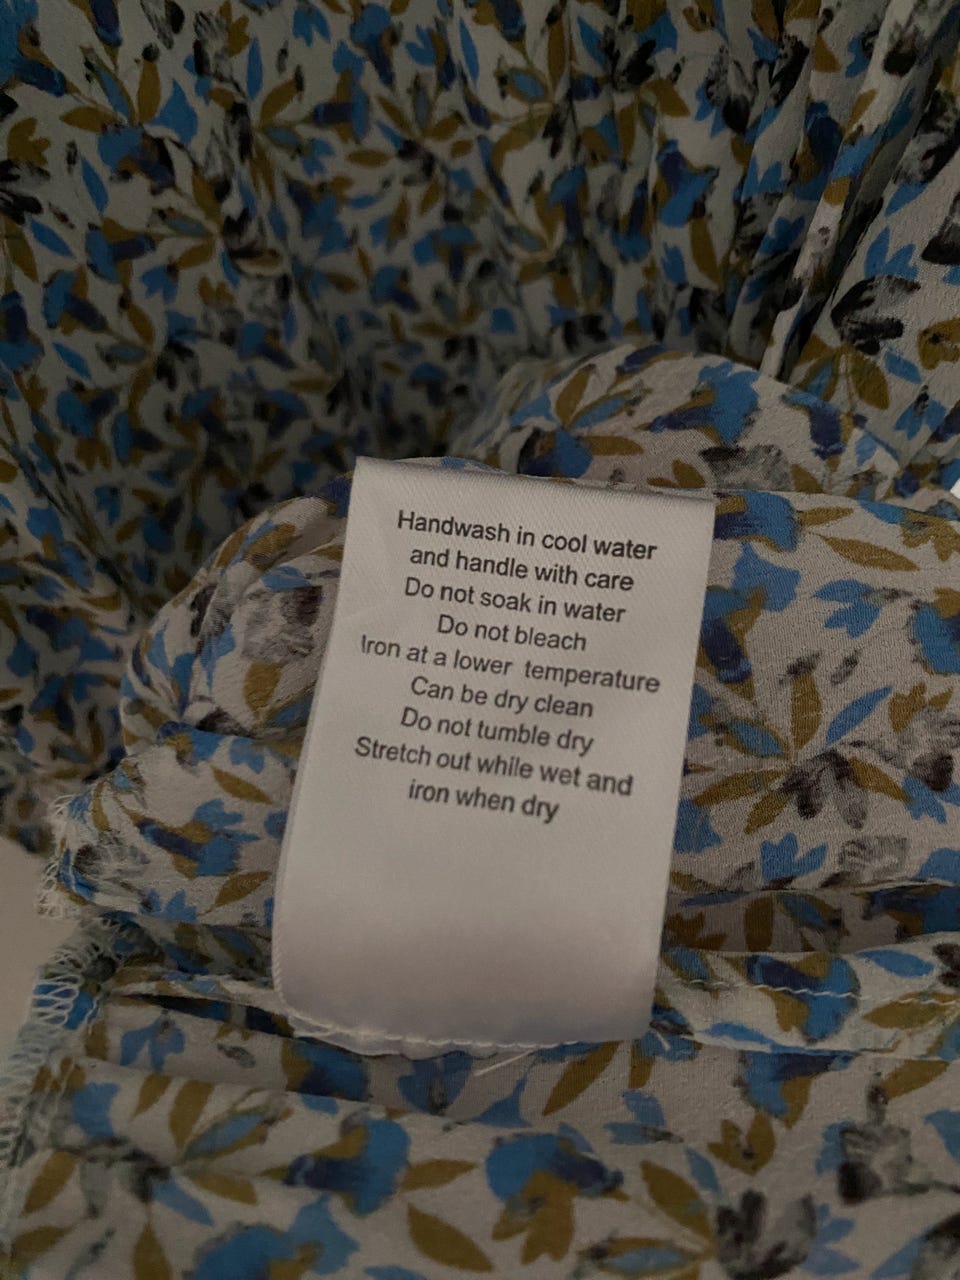 Handwash in cool water
and handle with care
Do not soak in water
Do not bleach
Iron at a lower temperature
Can be dry clean
Do not tumble dry
Stretch out while wet and
iron when dry